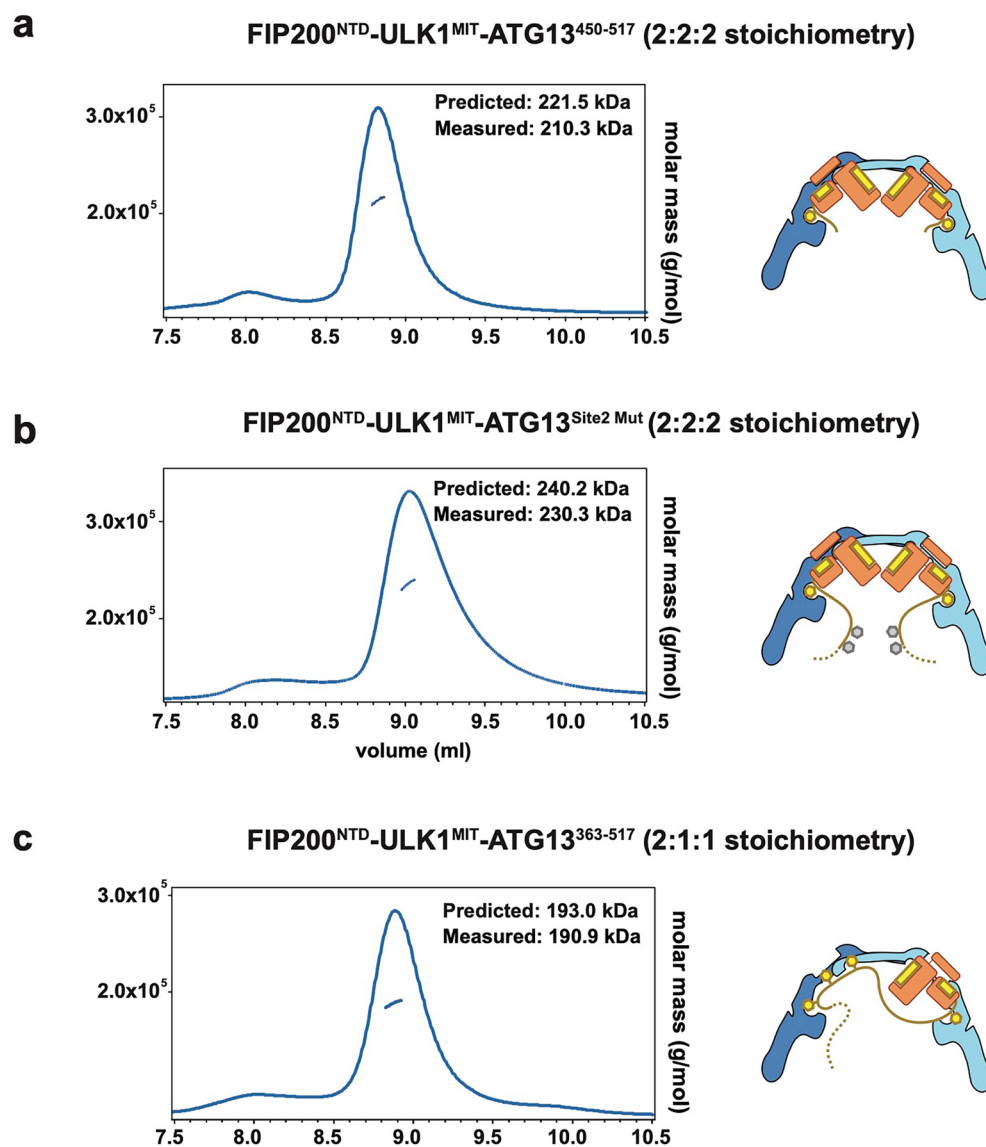 a
FIP200NTD-ULK1MIT-ATG13450-517 (2:2:2 stoichiometry)
Predicted: 221.5 kDa
Measured: 210.3 kDa
3.0x105
2.0x105
molar mass (g/mol)
7.5 8.0 8.5 9.0 9.5 10.0 10.5
b
FIP200NTD-ULK1MIT-ATG13Site2 Mut (2:2:2 stoichiometry)
Predicted: 240.2 kDa
Measured: 230.3 kDa
3.0x105
2.0x105
molar mass (g/mol)
7.5 8.0 8.5 9.0 9.5 10.0 10.5
volume (ml)
c
FIP200NTD-ULK1MIT-ATG13363-517 (2:1:1 stoichiometry)
Predicted: 193.0 kDa
Measured: 190.9 kDa
3.0x105
2.0x105
molar mass (g/mol)
7.5 8.0 8.5 9.0 9.5 10.0 10.5